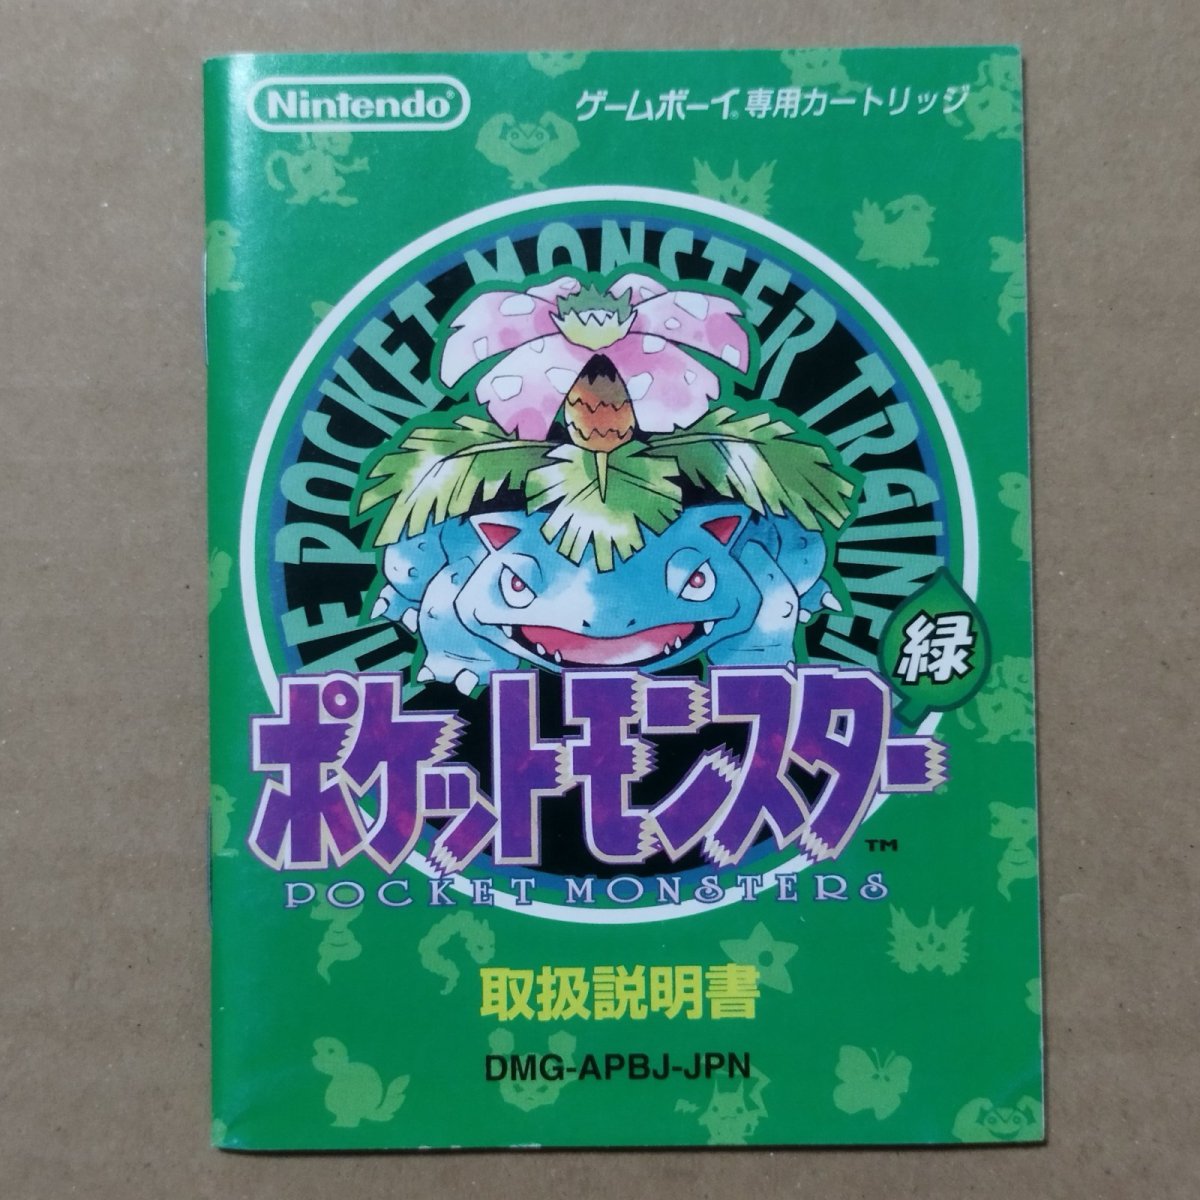 Nintendo®
ゲームボーイ®専用カートリッジ
THE POCKET MONSTER TRAINER
緑
ポケットモンスター
TM
POCKET MONSTERS
取扱説明書
DMG-APBJ-JPN